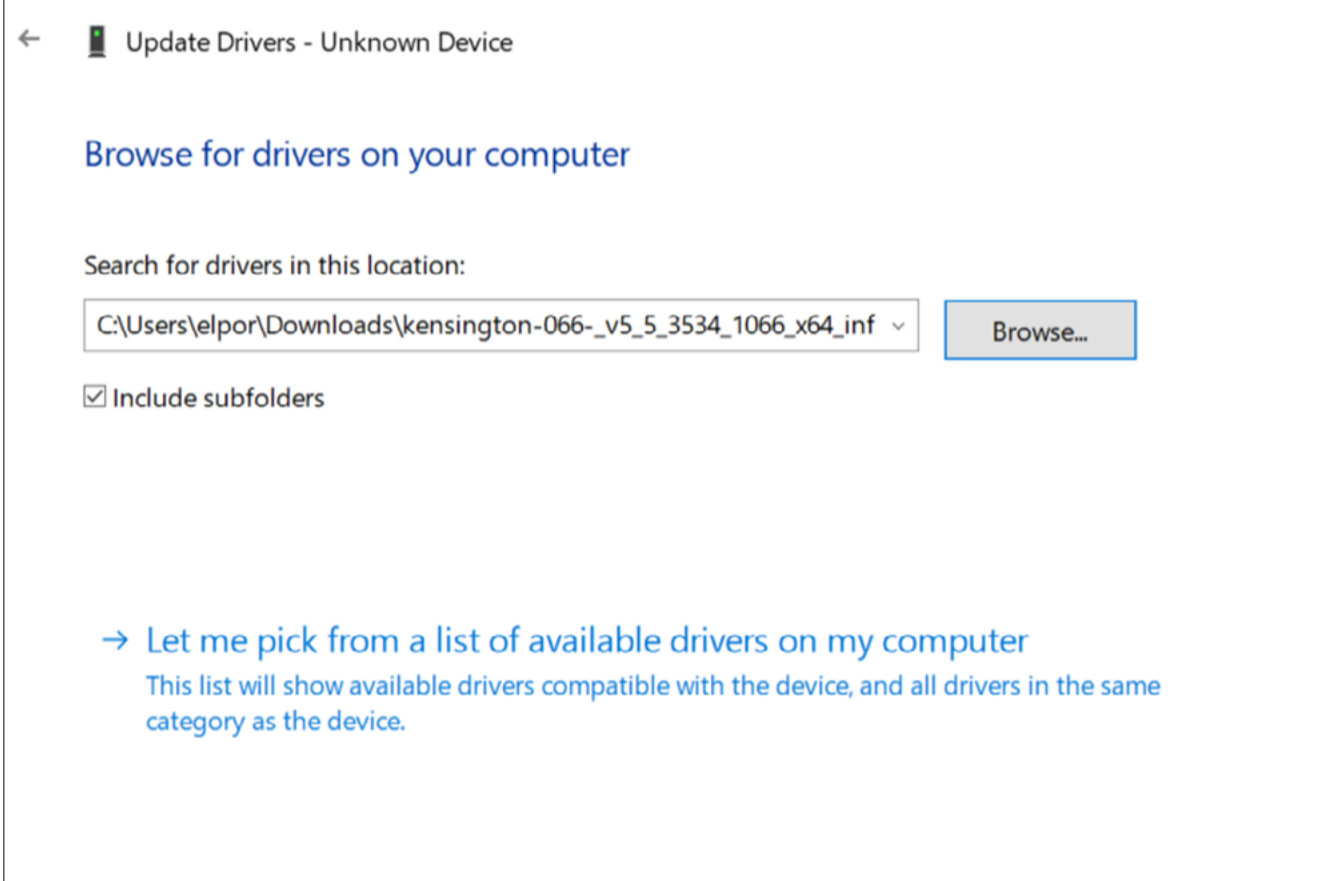 Update Drivers - Unknown Device
Browse for drivers on your computer
Search for drivers in this location:
C:\Users\elpor\Downloads\kensington-066-_v5_5_3534_1066_x64_inf
Browse...
Include subfolders
Let me pick from a list of available drivers on my computer
This list will show available drivers compatible with the device, and all drivers in the same
category as the device.